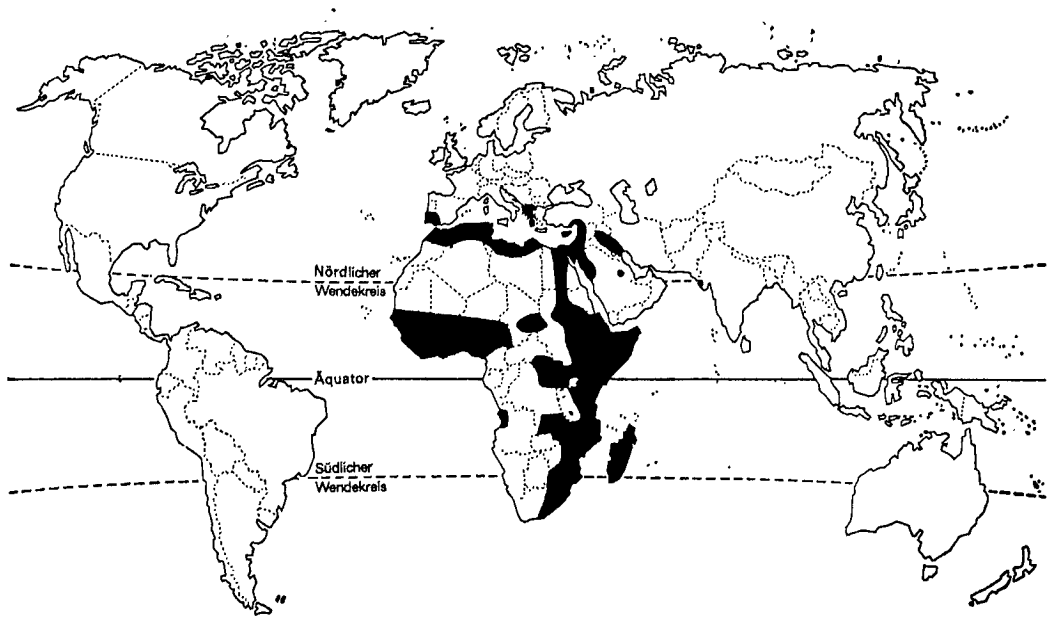 Nördlicher
Wendekreis
Äquator
Südlicher
Wendekreis